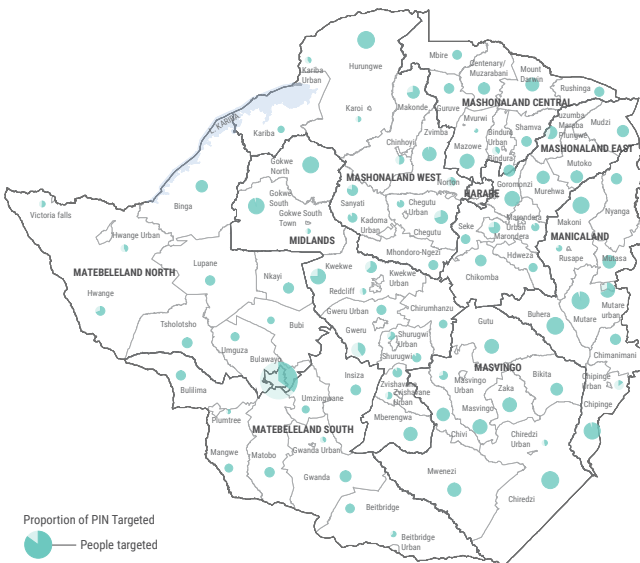 Mbire
Centenary/
Muzarabani
Mount
Darwin
Rushinga
Hurungwe
Kariba
Urban
Karoi
Makonde
Guruve
MASHONALAND CENTRAL
Mvurwi
Bindura
Urban
Shamva
Uzumba
Maramba
Pfungwe
Mudzi
L. KARIBA
Kariba
Chinhoyi
Zvimba
Mazowe
Bindura
MASHONALAND EAST
Mutoko
Gokwe
North
MASHONALAND WEST
Norton
HARARE
Goromonzi
Murehwa
Binga
Gokwe
South
Sanyati
Chegutu
Urban
Nyanga
Victoria falls
Gokwe South
Town
Kadoma
Urban
Chegutu
Seke
Marondera
Urban
Marondera
Makoni
MANICALAND
Hwange Urban
MIDLANDS
Mhondoro-Ngezi
Hdweza
Rusape
Mutasa
MATEBELELAND NORTH
Lupane
Nkayi
Kwekwe
Kwekwe
Urban
Chikomba
Hwange
Redcliff
Buhera
Mutare
Mutare
urban
Tsholotsho
Bubi
Gweru Urban
Chirumhanzu
Gutu
Umguza
Gweru
Shurugwi
Urban
Shurugwi
Chimanimani
Bulawayo
MASVINGO
Bulilima
Insiza
Zvishavane
Zvishavane
Urban
Masvingo
Urban
Zaka
Bikita
Chipinge
Urban
Umzingwane
Plumtree
Mberengwa
Masvingo
Chipinge
MATEBELELAND SOUTH
Chivi
Chiredzi
Urban
Mangwe
Matobo
Gwanda Urban
Gwanda
Mwenezi
Chiredzi
Beitbridge
Beitbridge
Urban
Proportion of PIN Targeted
People targeted